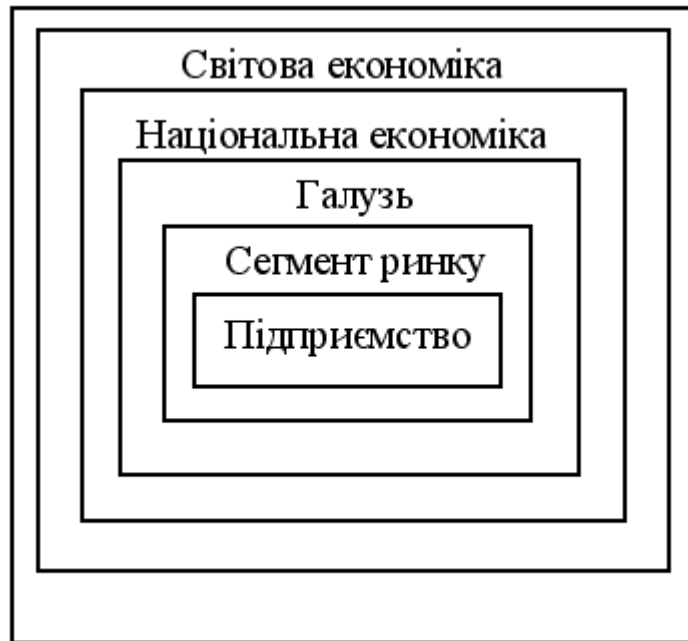 Світова економіка
Національна економіка
Галузь
Сегмент ринку
Підприємство